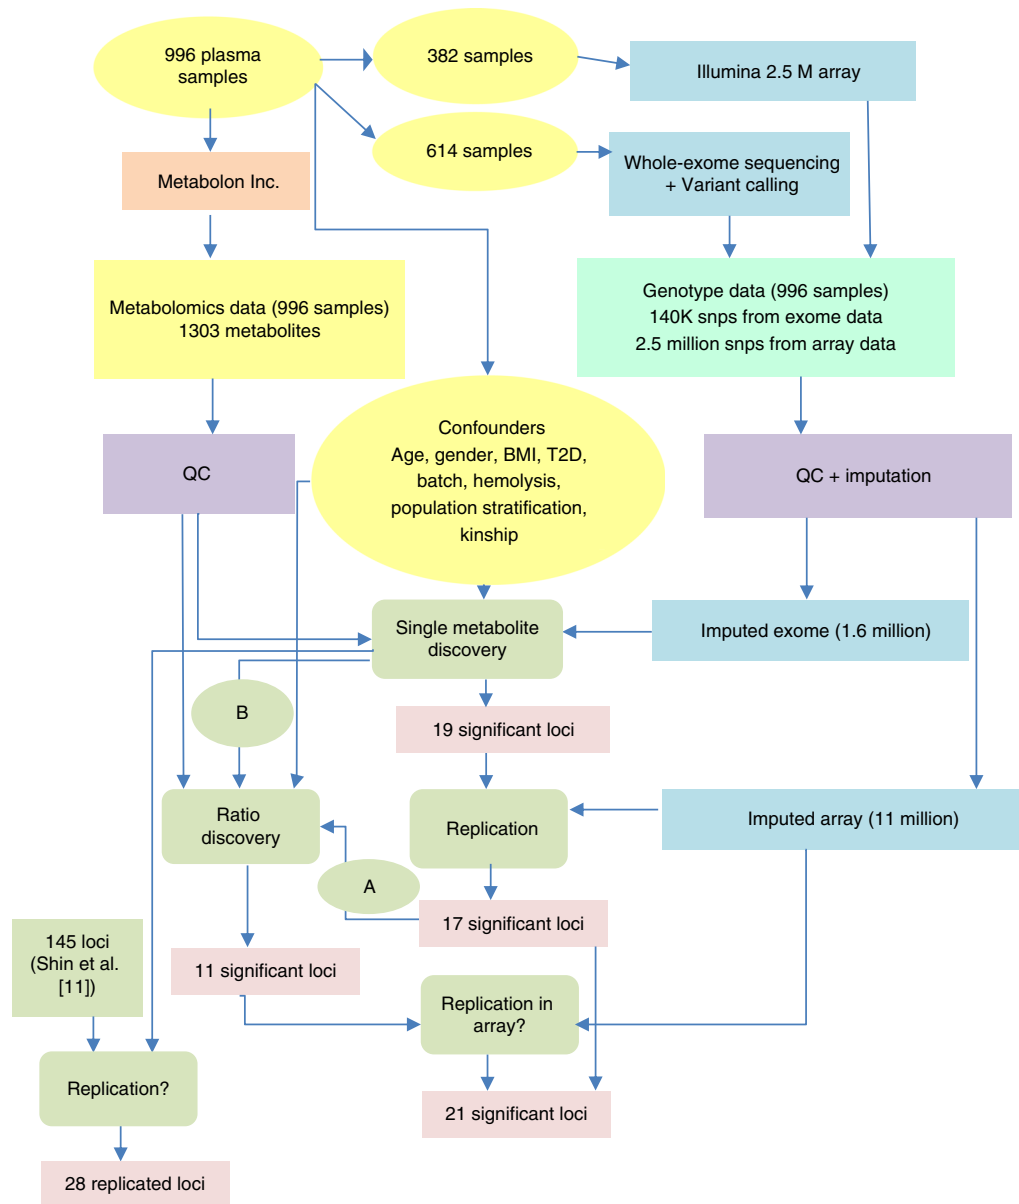 996 plasma
samples
382 samples
Illumina 2.5 M array
614 samples
Whole-exome sequencing
+ Variant calling
Metabolon Inc.
Metabolomics data (996 samples)
1303 metabolites
Genotype data (996 samples)
140K snps from exome data
2.5 million snps from array data
Confounders
Age, gender, BMI, T2D,
batch, hemolysis,
population stratification,
kinship
QC
QC + imputation
Single metabolite
discovery
Imputed exome (1.6 million)
B
19 significant loci
Ratio
discovery
Replication
Imputed array (11 million)
A
17 significant loci
145 loci
(Shin et al.
[11])
11 significant loci
Replication in
array?
Replication?
21 significant loci
28 replicated loci